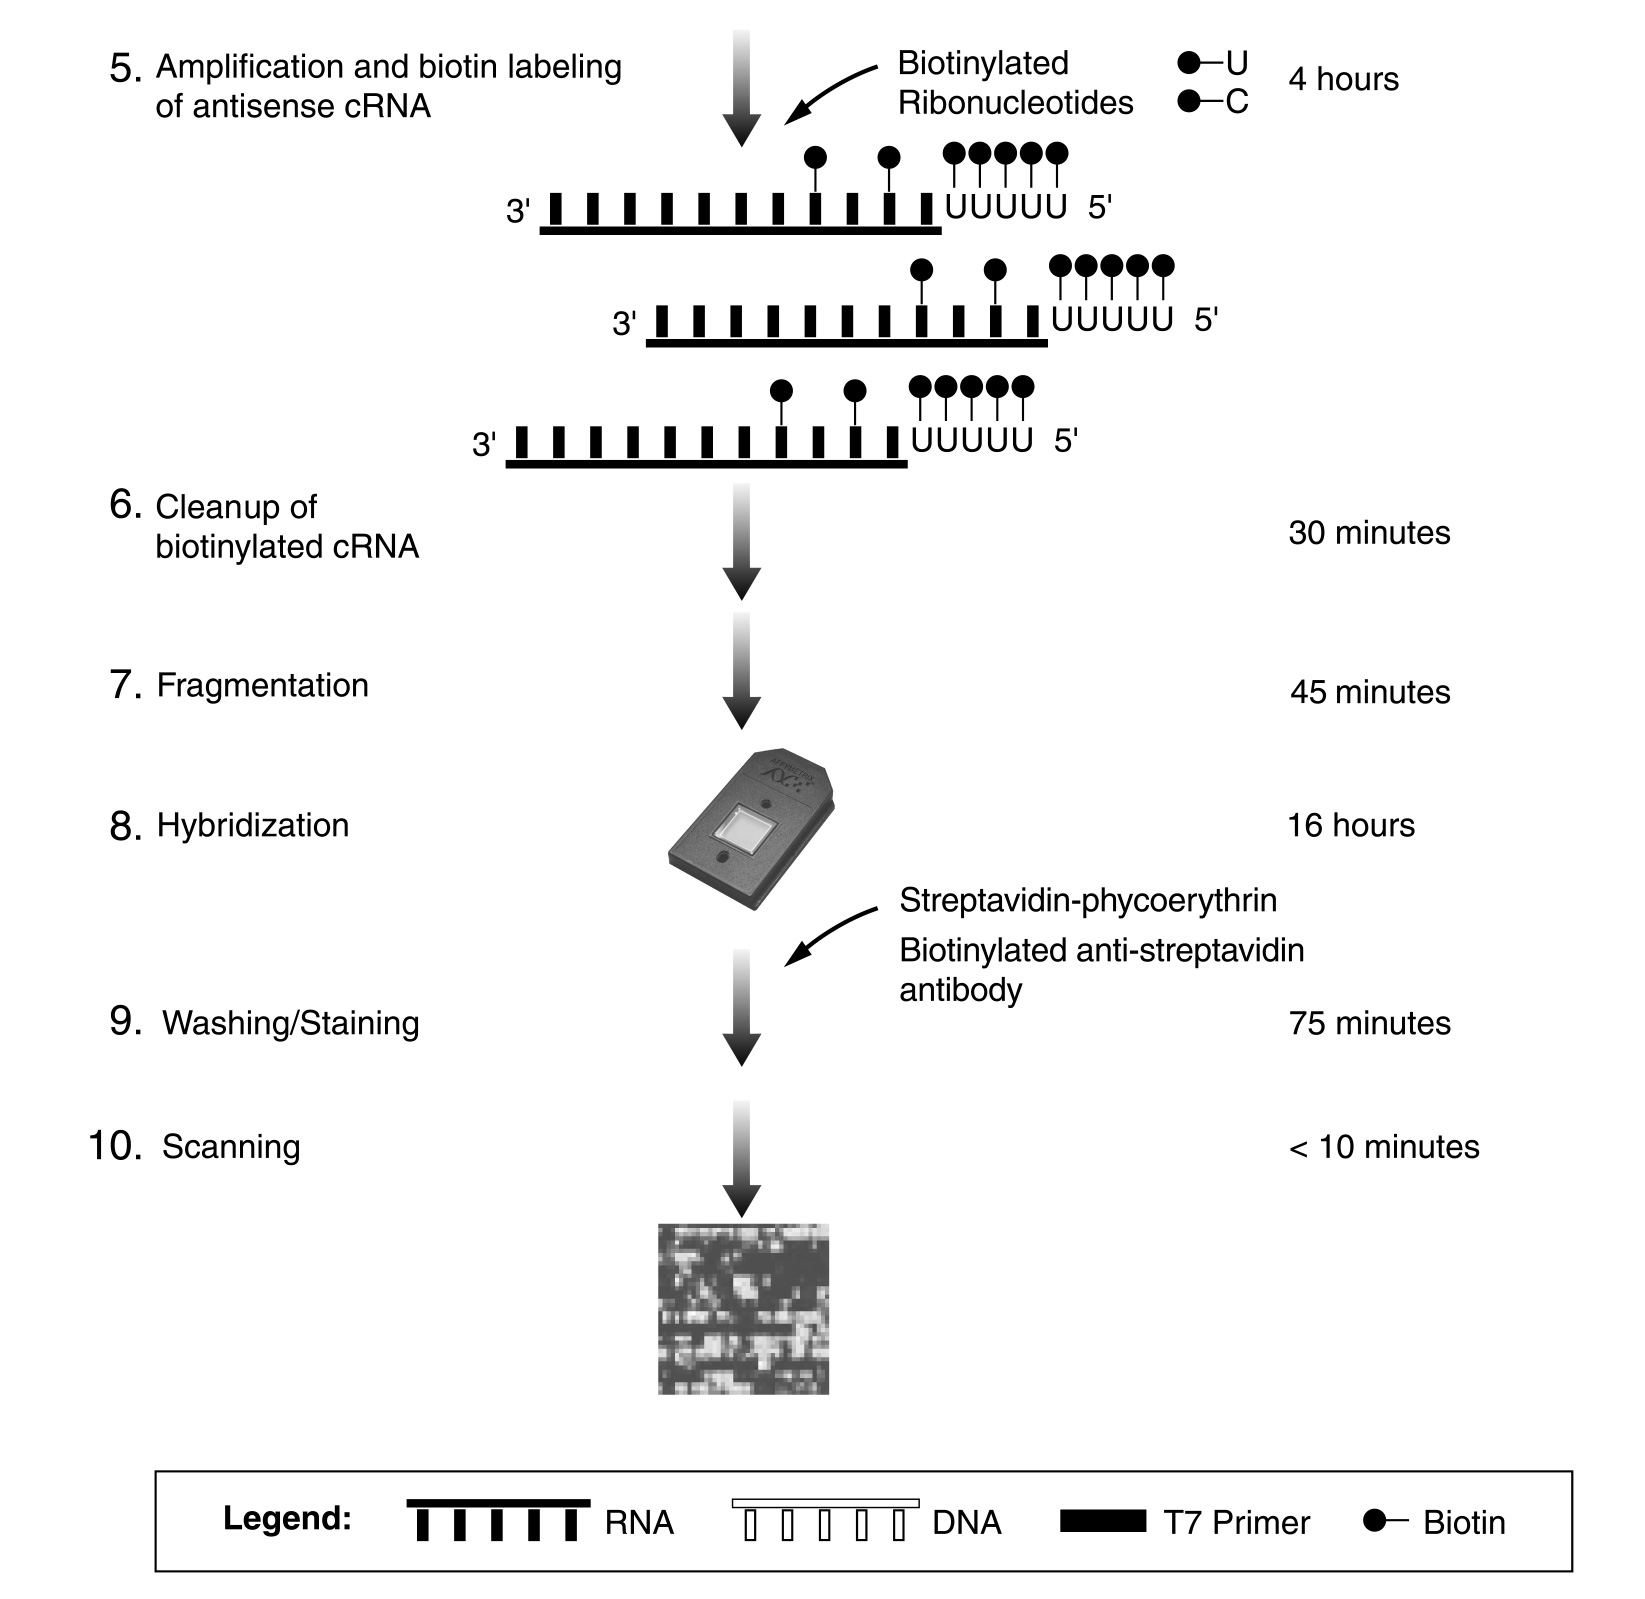 5. Amplification and biotin labeling
of antisense cRNA
Biotinylated
Ribonucleotides
U
C
4 hours
3' UUUUU 5'
3' UUUUU 5'
3' UUUUU 5'
6. Cleanup of
biotinylated cRNA
30 minutes
7. Fragmentation
45 minutes
AFFYMETRIX
8. Hybridization
16 hours
Streptavidin-phycoerythrin
Biotinylated anti-streptavidin
antibody
9. Washing/Staining
75 minutes
10. Scanning
< 10 minutes
Legend: RNA DNA T7 Primer Biotin